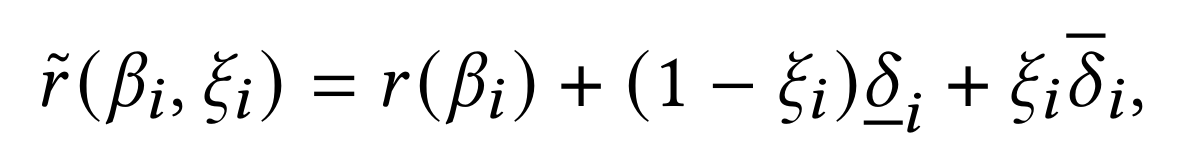 r̃(βᵢ, ξᵢ) = r(βᵢ) + (1 − ξᵢ)δ̲ᵢ + ξᵢδ̅ᵢ,